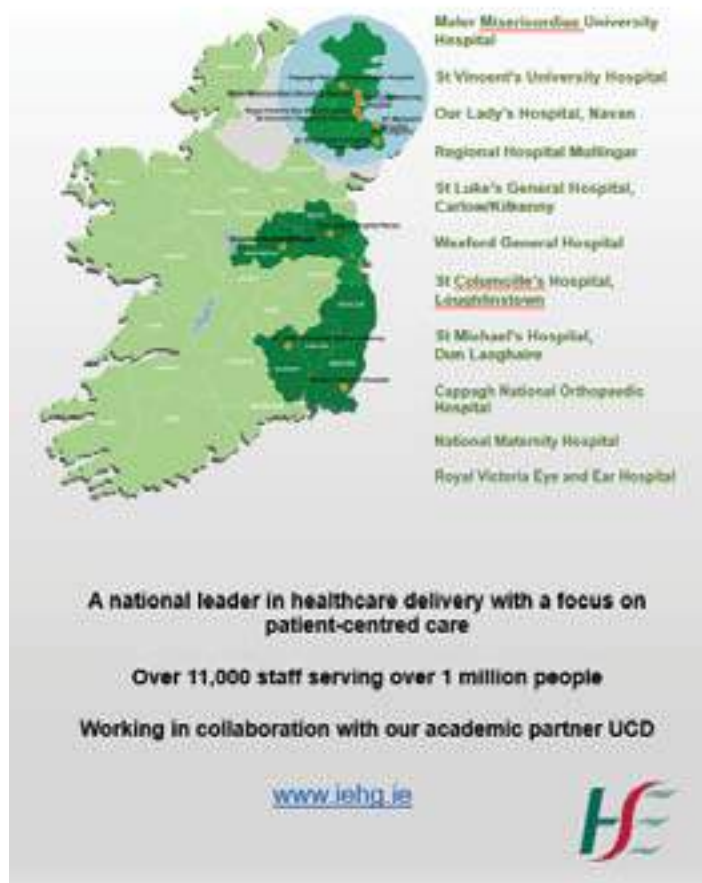 Mater Misericordiae University
Hospital
St Vincent's University Hospital
Our Lady's Hospital, Navan
Regional Hospital Mullingar
St Luke's General Hospital,
Carlow/Kilkenny
Wexford General Hospital
St Columcille's Hospital,
Loughlinstown
St Michael's Hospital,
Dun Laoghaire
Cappagh National Orthopaedic
Hospital
National Maternity Hospital
Royal Victoria Eye and Ear Hospital
A national leader in healthcare delivery with a focus on
patient-centred care
Over 11,000 staff serving over 1 million people
Working in collaboration with our academic partner UCD
www.iehg.ie
HSE